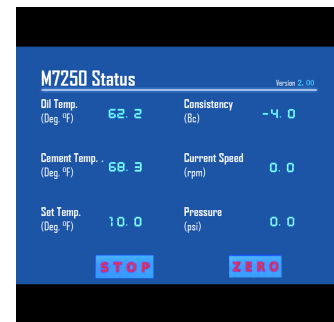 M7250 Status
Version 2.00
Oil Temp.
(Deg. ºF)
62.2
Consistency
(Bc)
-4.0
Cement Temp. .
(Deg. ºF)
68.3
Current Speed
(rpm)
0.0
Set Temp.
(Deg. ºF)
10.0
Pressure
(psi)
0.0
STOP
ZERO